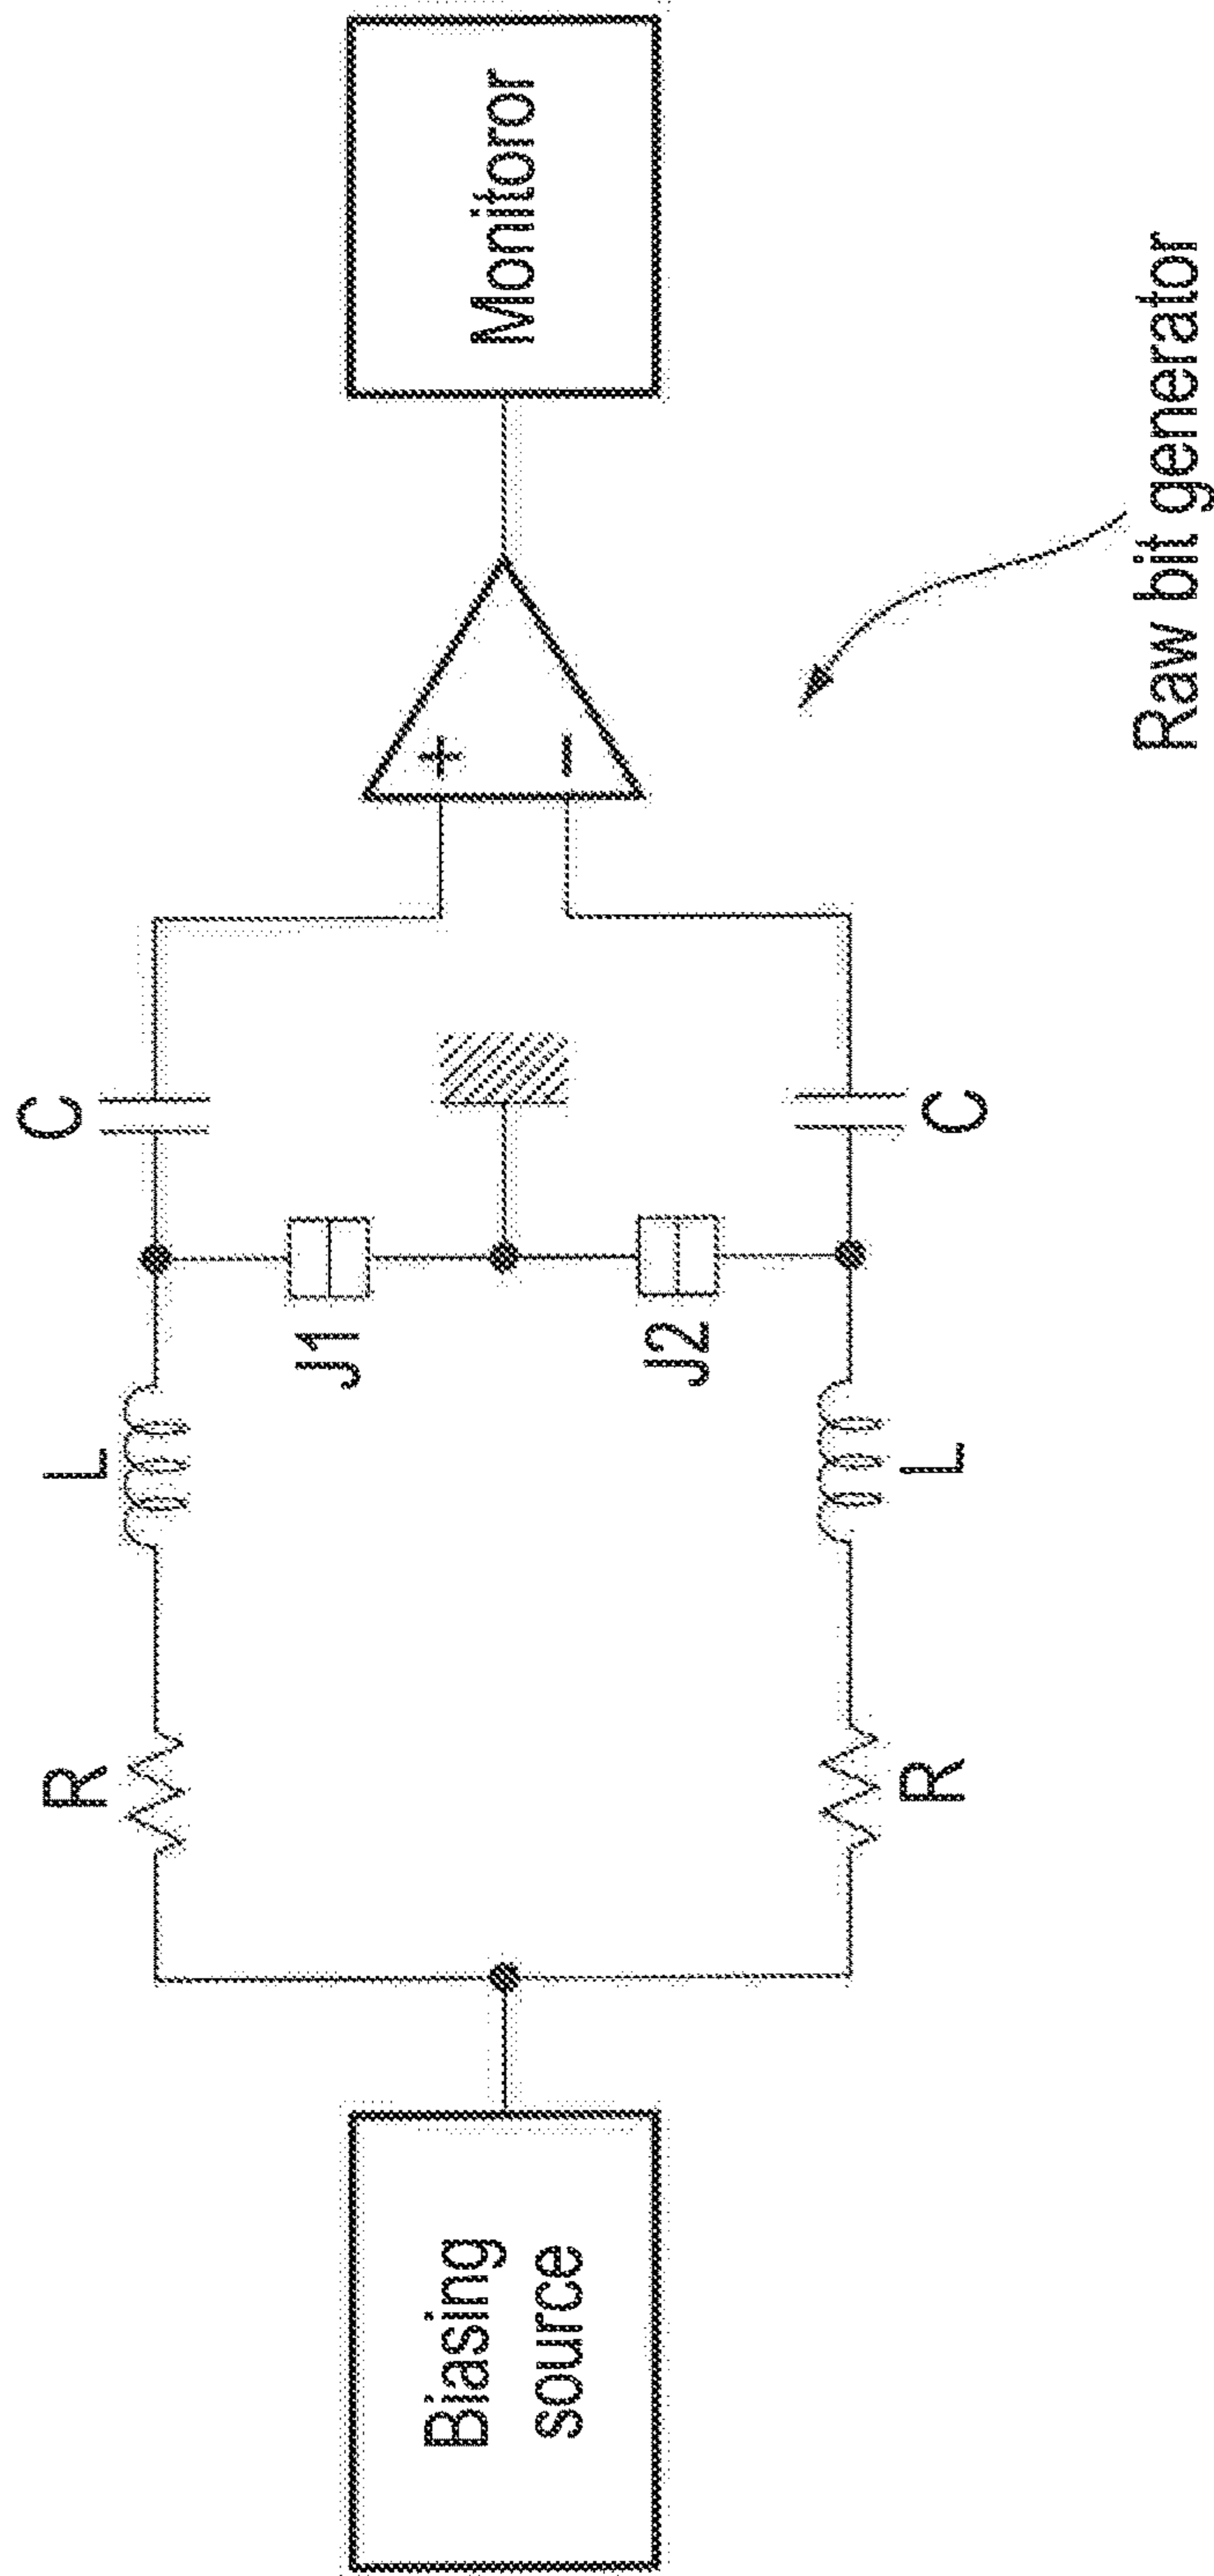 Biasing
source
R
L
C
J1
J2
R
L
C
+
−
Monitoror
Raw bit generator